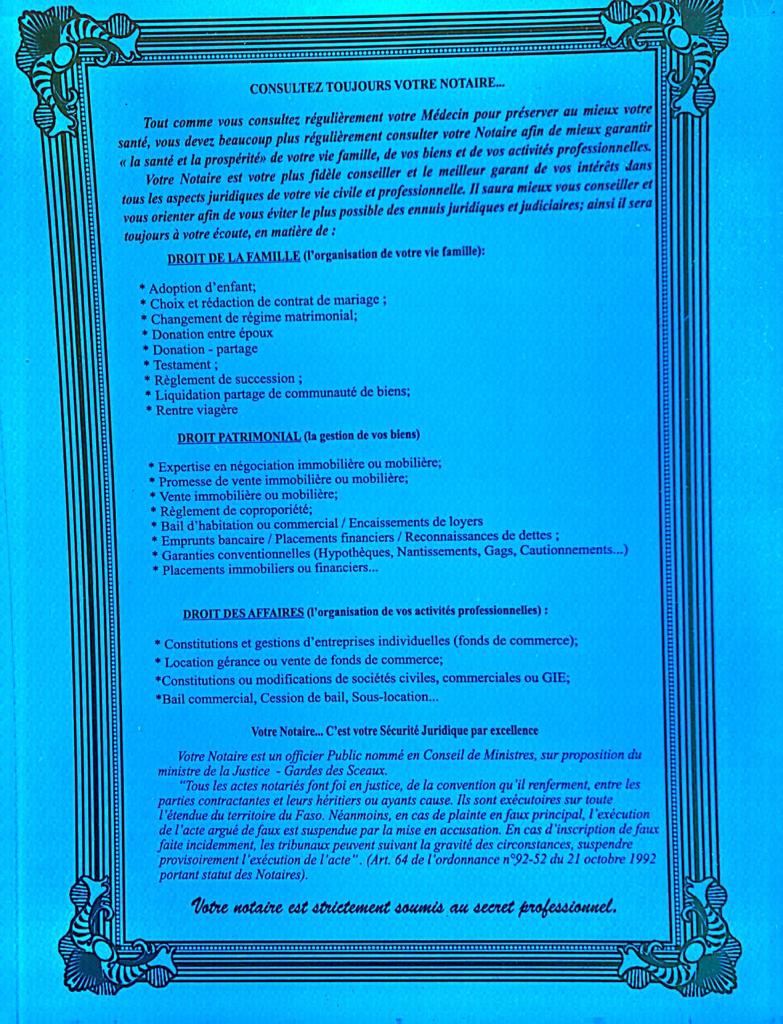 CONSULTEZ TOUJOURS VOTRE NOTAIRE...
Tout comme vous consultez régulièrement votre Médecin pour préserver au mieux votre
santé, vous devez beaucoup plus régulièrement consulter votre Notaire afin de mieux garantir
« la santé et la prospérité» de votre vie famille, de vos biens et de vos activités professionnelles.
Votre Notaire est votre plus fidèle conseiller et le meilleur garant de vos intérêts dans
tous les aspects juridiques de votre vie civile et professionnelle. Il saura mieux vous conseiller et
vous orienter afin de vous éviter le plus possible des ennuis juridiques et judiciaires; ainsi il sera
toujours à votre écoute, en matière de :
DROIT DE LA FAMILLE (l'organisation de votre vie famille):
* Adoption d'enfant;
* Choix et rédaction de contrat de mariage ;
* Changement de régime matrimonial;
* Donation entre époux
* Donation - partage
* Testament ;
* Règlement de succession ;
* Liquidation partage de communauté de biens;
* Rentre viagère
DROIT PATRIMONIAL (la gestion de vos biens)
* Expertise en négociation immobilière ou mobilière;
* Promesse de vente immobilière ou mobilière;
* Vente immobilière ou mobilière;
* Règlement de coproporiété;
* Bail d'habitation ou commercial / Encaissements de loyers
* Emprunts bancaire / Placements financiers / Reconnaissances de dettes ;
* Garanties conventionnelles (Hypothèques, Nantissements, Gags, Cautionnements...)
* Placements immobiliers ou financiers...
DROIT DES AFFAIRES (l'organisation de vos activités professionnelles) :
* Constitutions et gestions d'entreprises individuelles (fonds de commerce);
* Location gérance ou vente de fonds de commerce;
*Constitutions ou modifications de sociétés civiles, commerciales ou GIE;
*Bail commercial, Cession de bail, Sous-location...
Votre Notaire... C'est votre Sécurité Juridique par excellence
Votre Notaire est un officier Public nommé en Conseil de Ministres, sur proposition du
ministre de la Justice - Gardes des Sceaux.
"Tous les actes notariés font foi en justice, de la convention qu'il renferment, entre les
parties contractantes et leurs héritiers ou ayants cause. Ils sont exécutoires sur toute
l'étendue du territoire du Faso. Néanmoins, en cas de plainte en faux principal, l'exécution
de l'acte argué de faux est suspendue par la mise en accusation. En cas d'inscription de faux
faite incidemment, les tribunaux peuvent suivant la gravité des circonstances, suspendre
provisoirement l'exécution de l'acte". (Art. 64 de l'ordonnance n°92-52 du 21 octobre 1992
portant statut des Notaires).
Votre notaire est strictement soumis au secret professionnel.